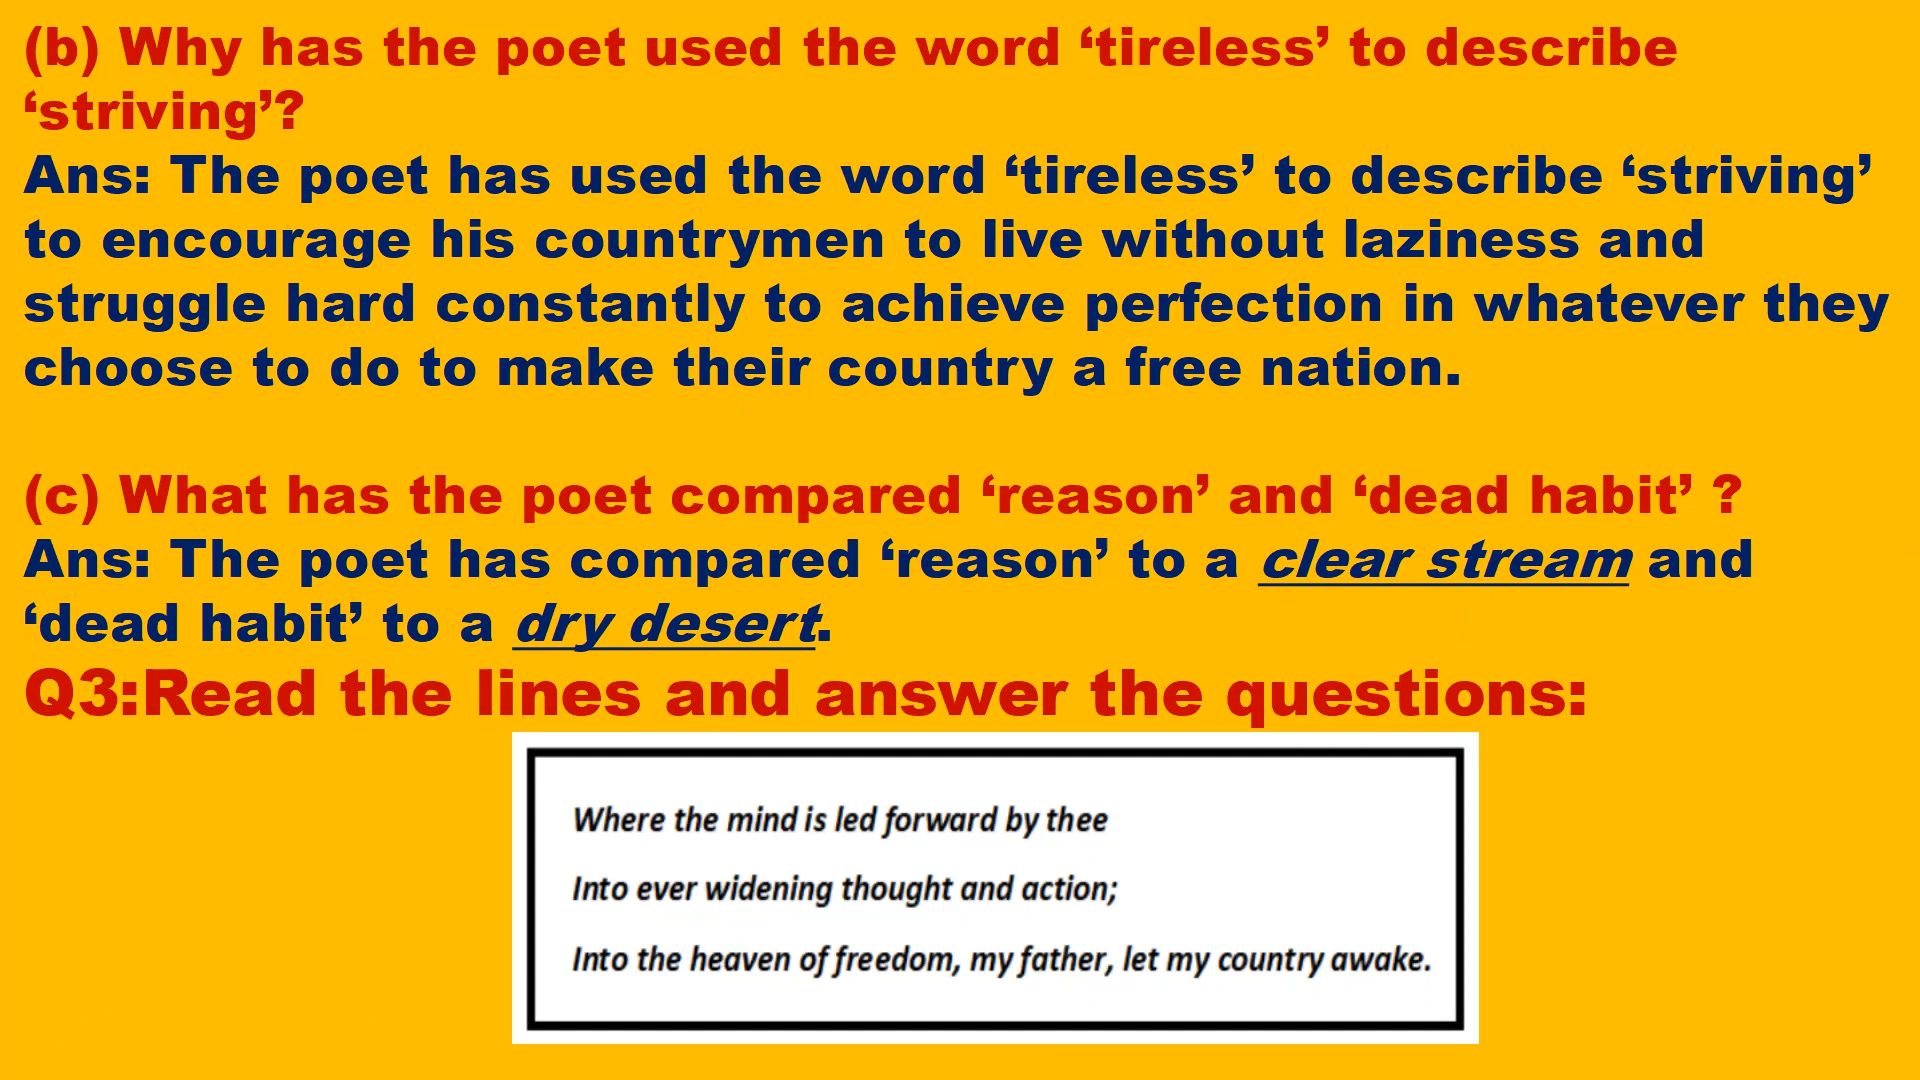 (b) Why has the poet used the word ‘tireless’ to describe
‘striving’?
Ans: The poet has used the word ‘tireless’ to describe ‘striving’
to encourage his countrymen to live without laziness and
struggle hard constantly to achieve perfection in whatever they
choose to do to make their country a free nation.
(c) What has the poet compared ‘reason’ and ‘dead habit’ ?
Ans: The poet has compared ‘reason’ to a clear stream and
‘dead habit’ to a dry desert.
Q3:Read the lines and answer the questions:
Where the mind is led forward by thee
Into ever widening thought and action;
Into the heaven of freedom, my father, let my country awake.